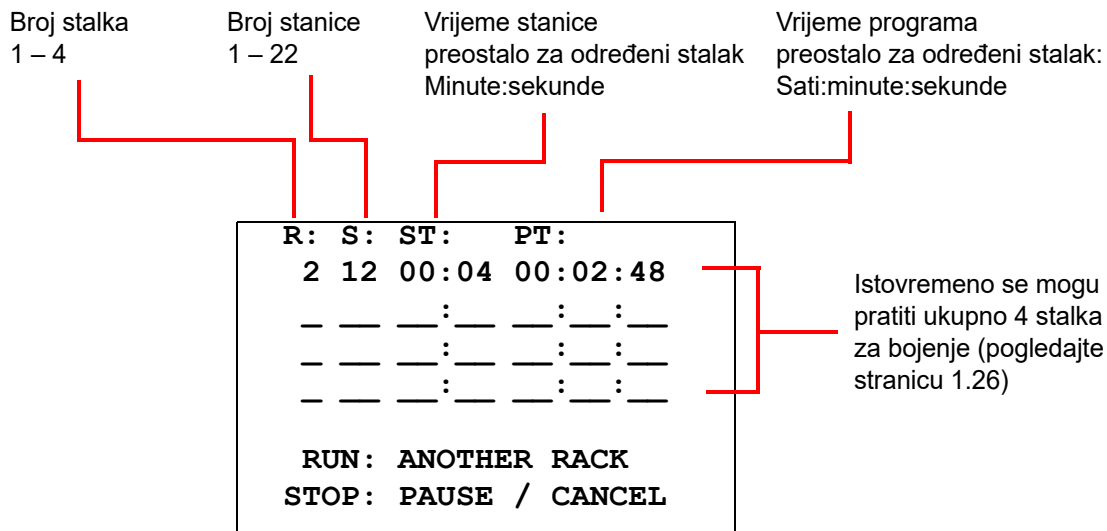 Broj stalka
1 – 4
Broj stanice
1 – 22
Vrijeme stanice
preostalo za određeni stalak
Minute:sekunde
Vrijeme programa
preostalo za određeni stalak:
Sati:minute:sekunde
R: S: ST: PT:
2 12 00:04 00:02:48
_ __ __:__ __:__:__
_ __ __:__ __:__:__
_ __ __:__ __:__:__
RUN: ANOTHER RACK
STOP: PAUSE / CANCEL
Istovremeno se mogu
pratiti ukupno 4 stalka
za bojenje (pogledajte
stranicu 1.26)